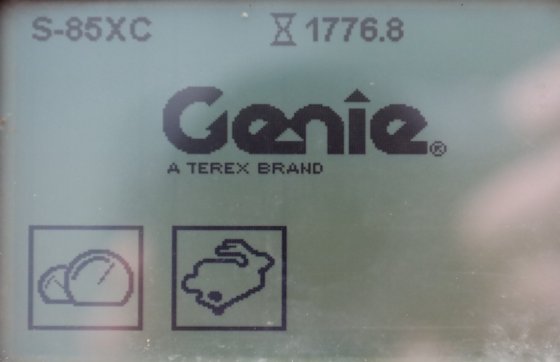 S-85XC 1776.8
Genie®
A TEREX BRAND